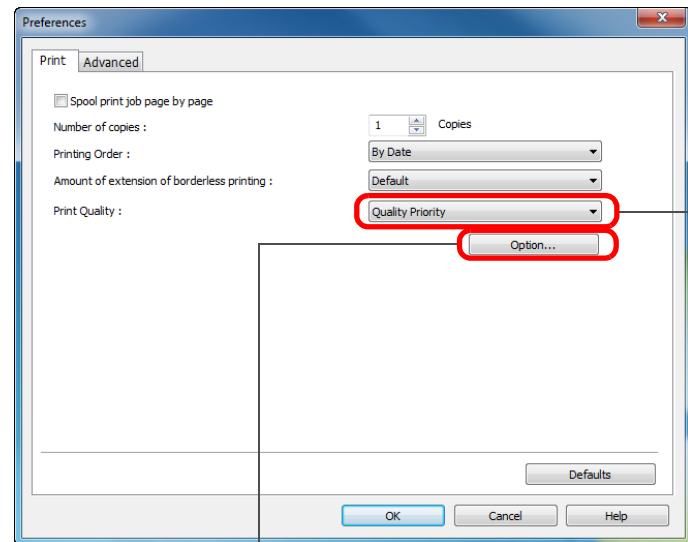 Preferences
Print Advanced
Spool print job page by page
Number of copies : 1 Copies
Printing Order : By Date
Amount of extension of borderless printing : Default
Print Quality : Quality Priority
Option...
Defaults
OK Cancel Help